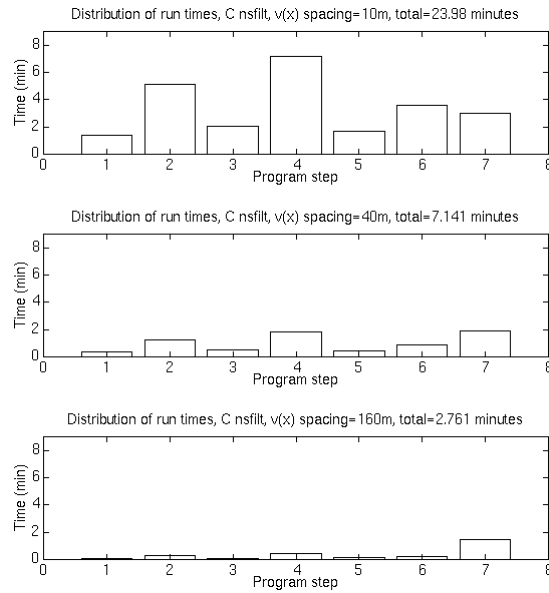 Distribution of run times, C nsfilt, v(x) spacing=10m, total=23.98 minutes
8
6
4
2
0
Time (min)
0 1 2 3 4 5 6 7 8
Program step
Distribution of run times, C nsfilt, v(x) spacing=40m, total=7.141 minutes
8
6
4
2
0
Time (min)
0 1 2 3 4 5 6 7 8
Program step
Distribution of run times, C nsfilt, v(x) spacing=160m, total=2.761 minutes
8
6
4
2
0
Time (min)
0 1 2 3 4 5 6 7 8
Program step